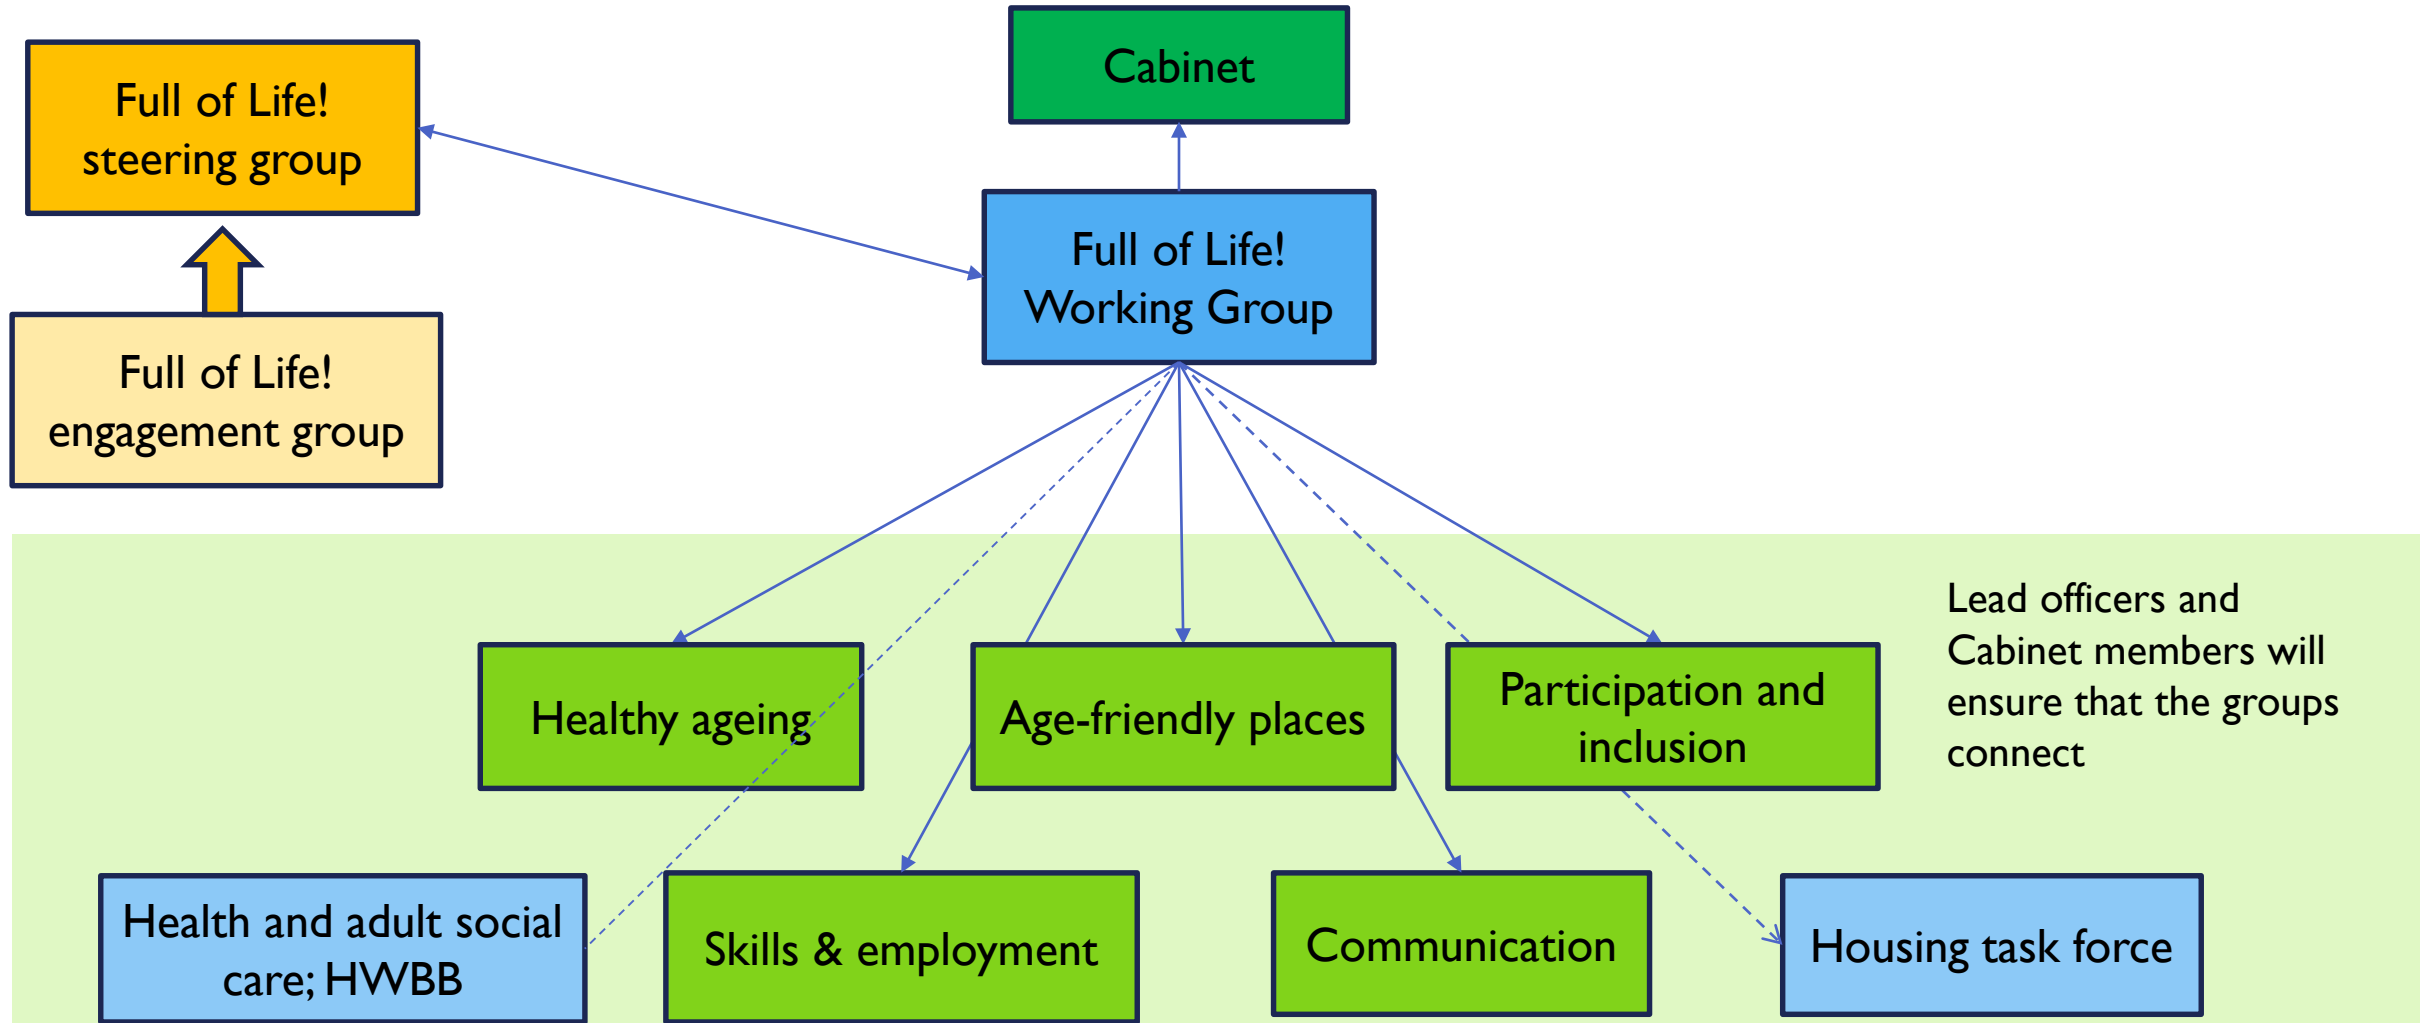 Cabinet
Full of Life!
steering group
Full of Life!
Working Group
Full of Life!
engagement group
Lead officers and
Cabinet members will
ensure that the groups
connect
Healthy ageing
Age-friendly places
Participation and
inclusion
Health and adult social
care; HWBB
Skills & employment
Communication
Housing task force